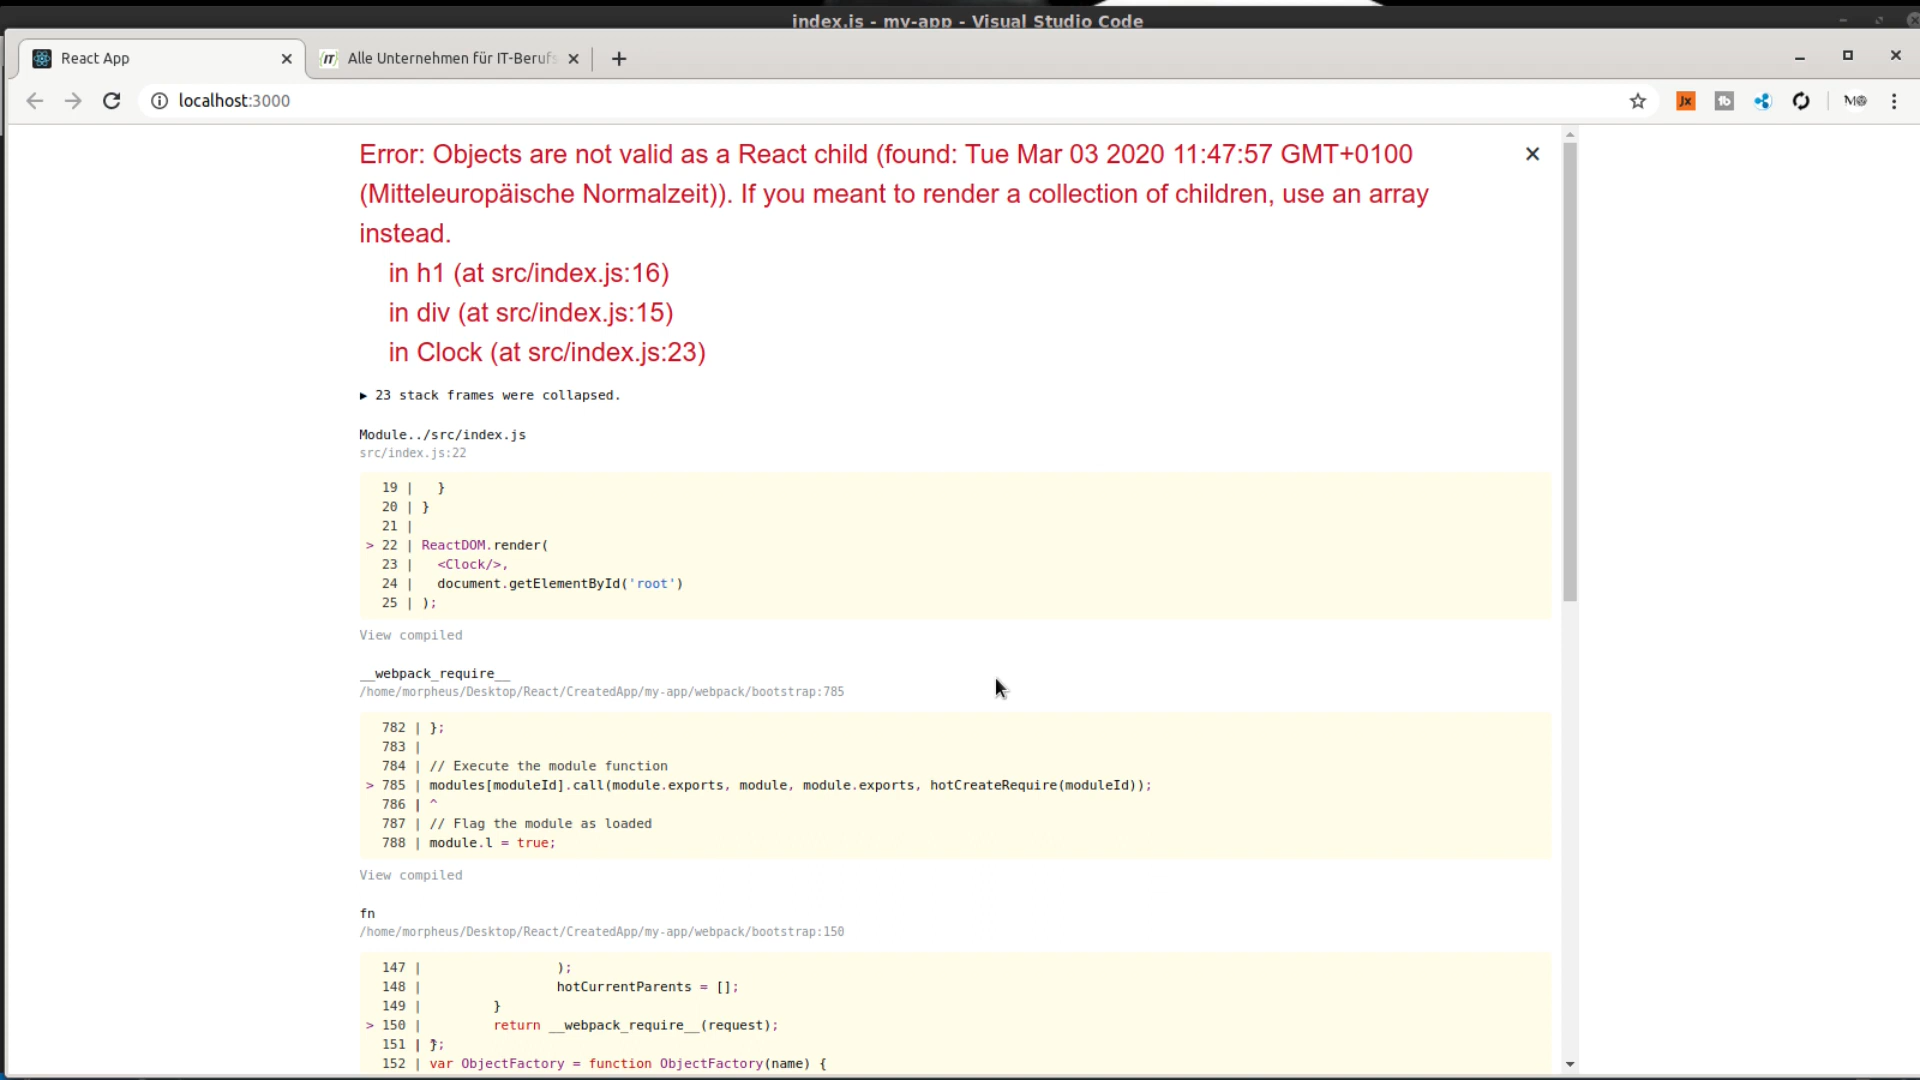 index.js - my-app - Visual Studio Code
React App
IT Alle Unternehmen für IT-Berufs
localhost:3000
Jx
M
Error: Objects are not valid as a React child (found: Tue Mar 03 2020 11:47:57 GMT+0100
(Mitteleuropäische Normalzeit)). If you meant to render a collection of children, use an array
instead.
in h1 (at src/index.js:16)
in div (at src/index.js:15)
in Clock (at src/index.js:23)
▶ 23 stack frames were collapsed.
Module../src/index.js
src/index.js:22
19 |   }
20 | }
21 |
> 22 | ReactDOM.render(
23 |   <Clock/>,
24 |   document.getElementById('root')
25 | );
View compiled
__webpack_require__
/home/morpheus/Desktop/React/CreatedApp/my-app/webpack/bootstrap:785
782 | };
783 |
784 | // Execute the module function
> 785 | modules[moduleId].call(module.exports, module, module.exports, hotCreateRequire(moduleId));
786 | ^
787 | // Flag the module as loaded
788 | module.l = true;
View compiled
fn
/home/morpheus/Desktop/React/CreatedApp/my-app/webpack/bootstrap:150
147 |                 );
148 |                 hotCurrentParents = [];
149 |         }
> 150 |         return __webpack_require__(request);
151 | };
152 | var ObjectFactory = function ObjectFactory(name) {